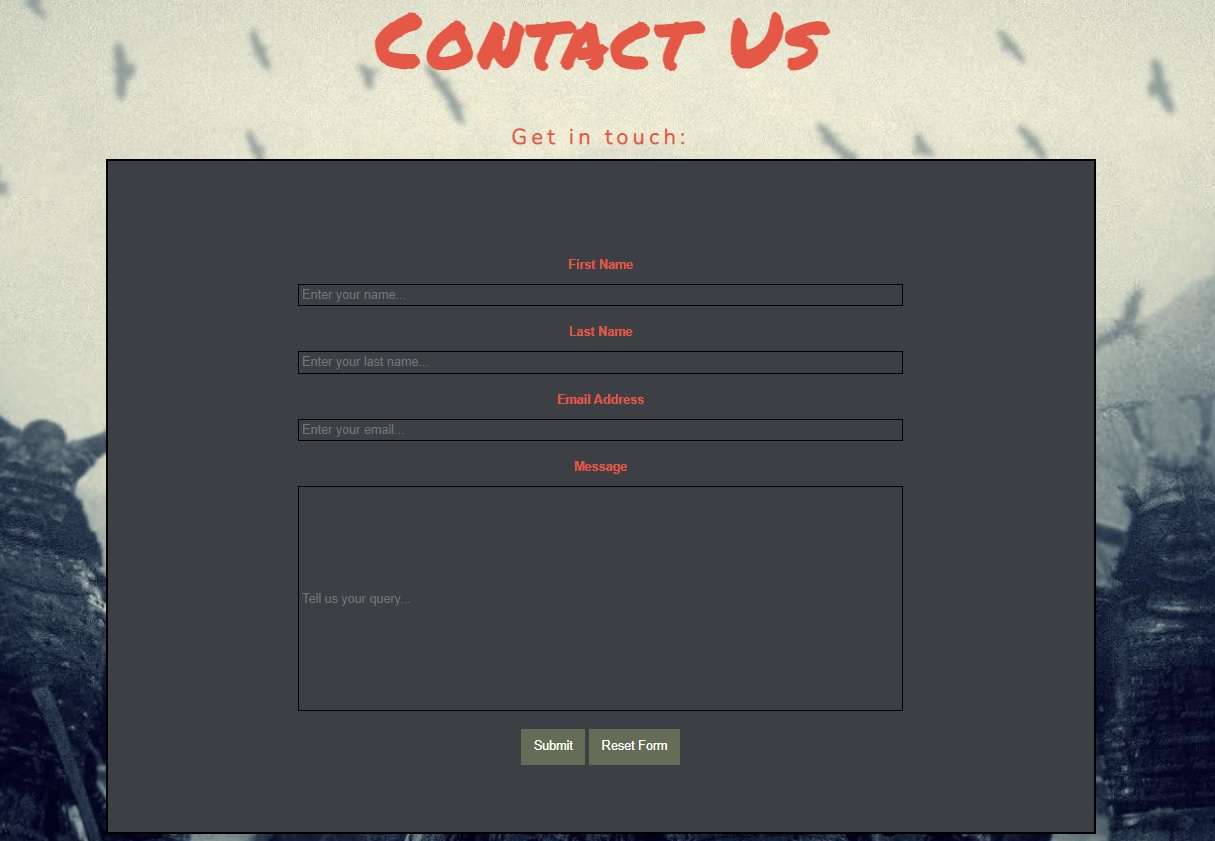 Contact Us
Get in touch:
First Name
Enter your name...
Last Name
Enter your last name...
Email Address
Enter your email...
Message
Tell us your query...
Submit Reset Form